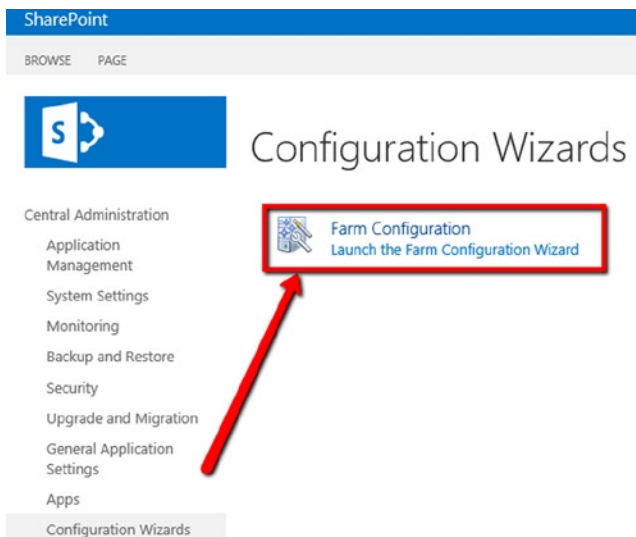 SharePoint
BROWSE PAGE
S
Configuration Wizards
Central Administration
Application
Management
System Settings
Monitoring
Backup and Restore
Security
Upgrade and Migration
General Application
Settings
Apps
Configuration Wizards
Farm Configuration
Launch the Farm Configuration Wizard